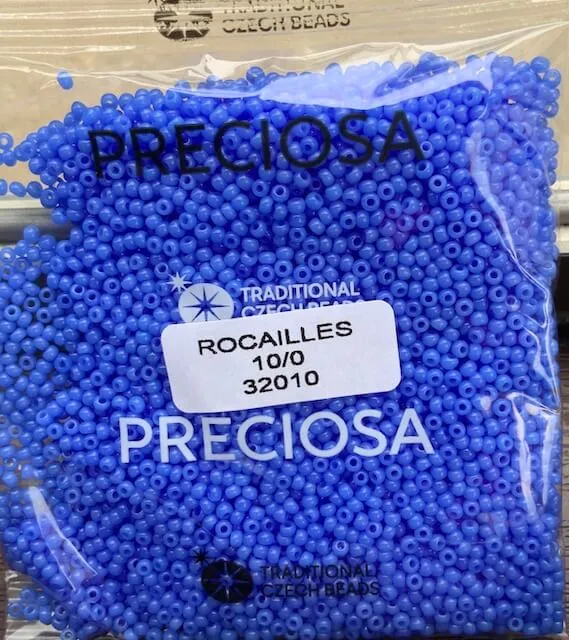 TRADITIONAL
CZECH BEADS
PRECIOSA
TRADITIONAL
CZECH BEADS
ROCAILLES
10/0
32010
PRECIOSA
TRADITIONAL
CZECH BEADS